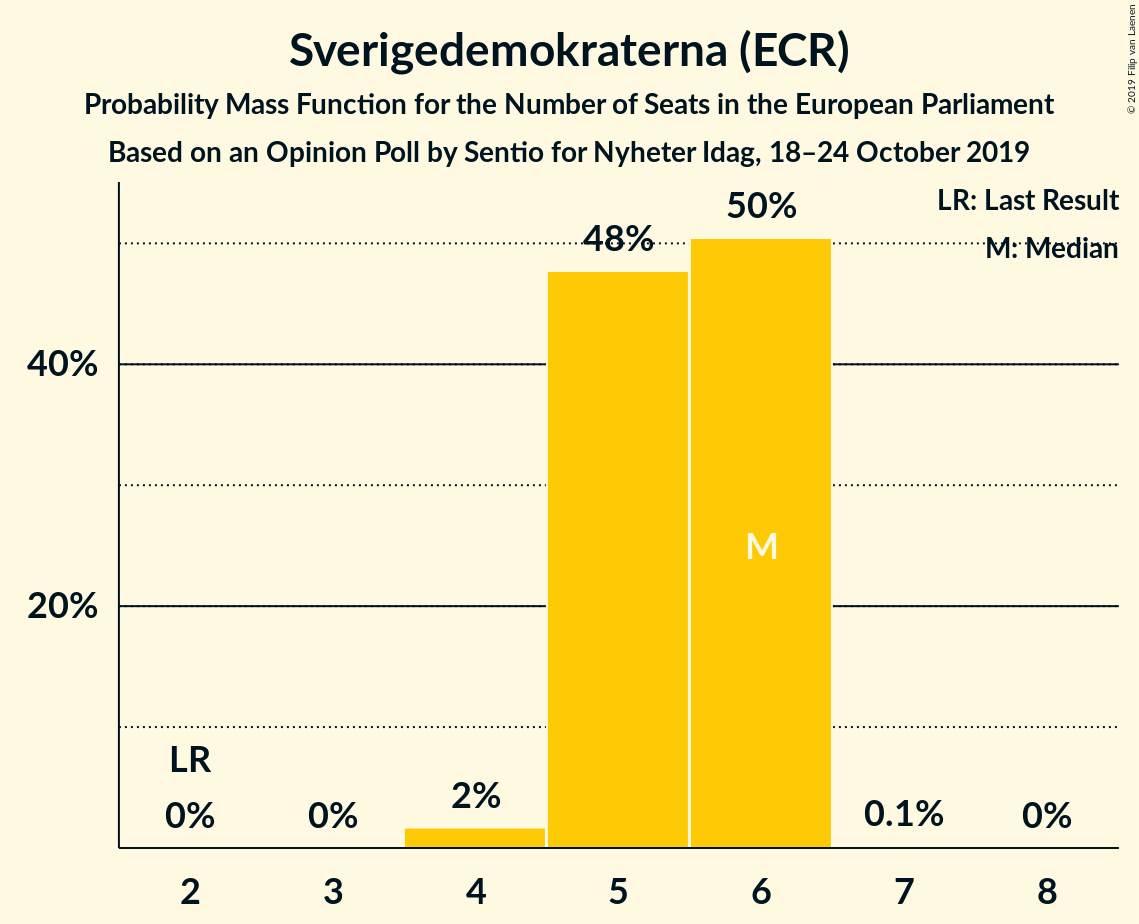 Sverigedemokraterna (ECR)
Probability Mass Function for the Number of Seats in the European Parliament
Based on an Opinion Poll by Sentio for Nyheter Idag, 18–24 October 2019
© 2019 Filip van Laenen
LR: Last Result
M: Median
50%
48%
40%
M
20%
LR
0%
0%
2%
0.1%
0%
2
3
4
5
6
7
8